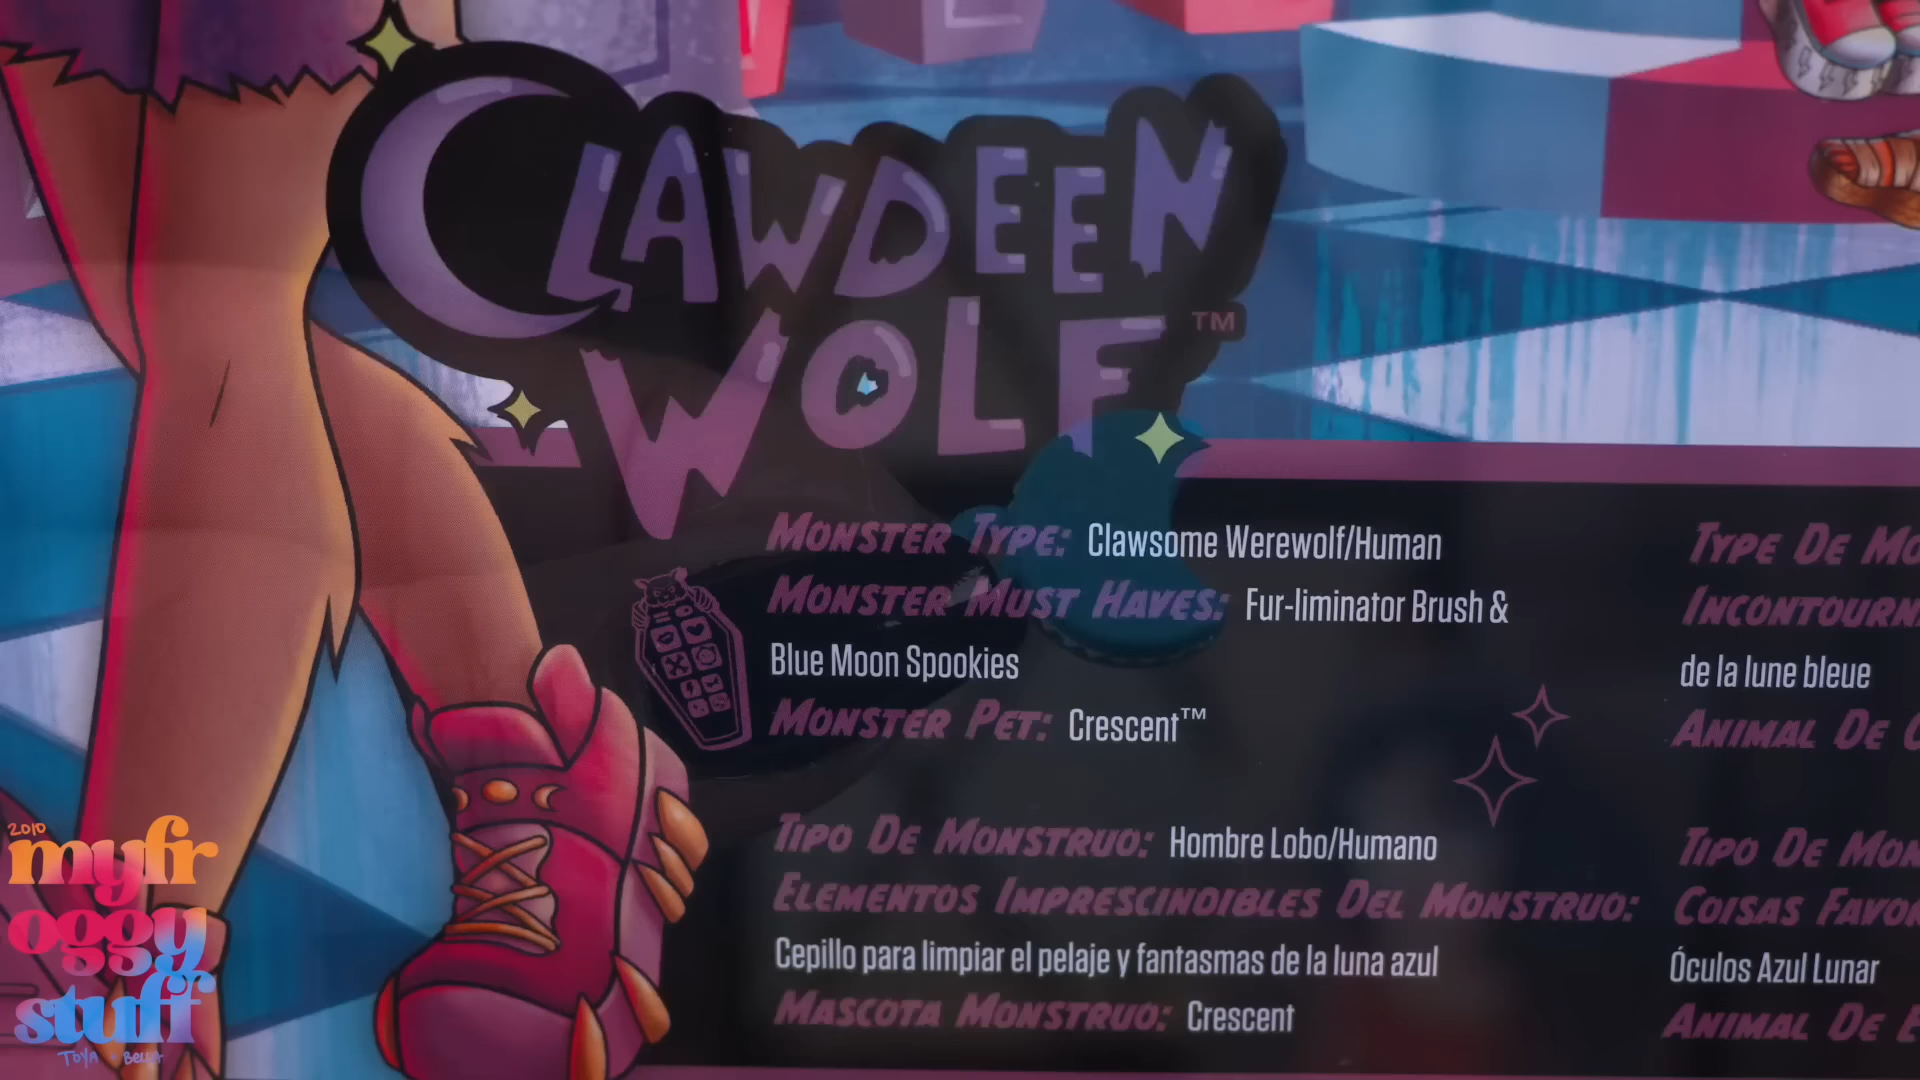 CLAWDEEN
WOLF™
MONSTER TYPE: Clawsome Werewolf/Human
MONSTER MUST HAVES: Fur-liminator Brush &
Blue Moon Spookies
MONSTER PET: Crescent™
TIPO DE MONSTRUO: Hombre Lobo/Humano
ELEMENTOS IMPRESCINDIBLES DEL MONSTRUO:
Cepillo para limpiar el pelaje y fantasmas de la luna azul
MASCOTA MONSTRUO: Crescent
TYPE DE MO
INCONTOURN
de la lune bleue
ANIMAL DE C
TIPO DE MON
COISAS FAVOR
Óculos Azul Lunar
ANIMAL DE E
2010
myfr
oggy
stuff
TOYA + Bella